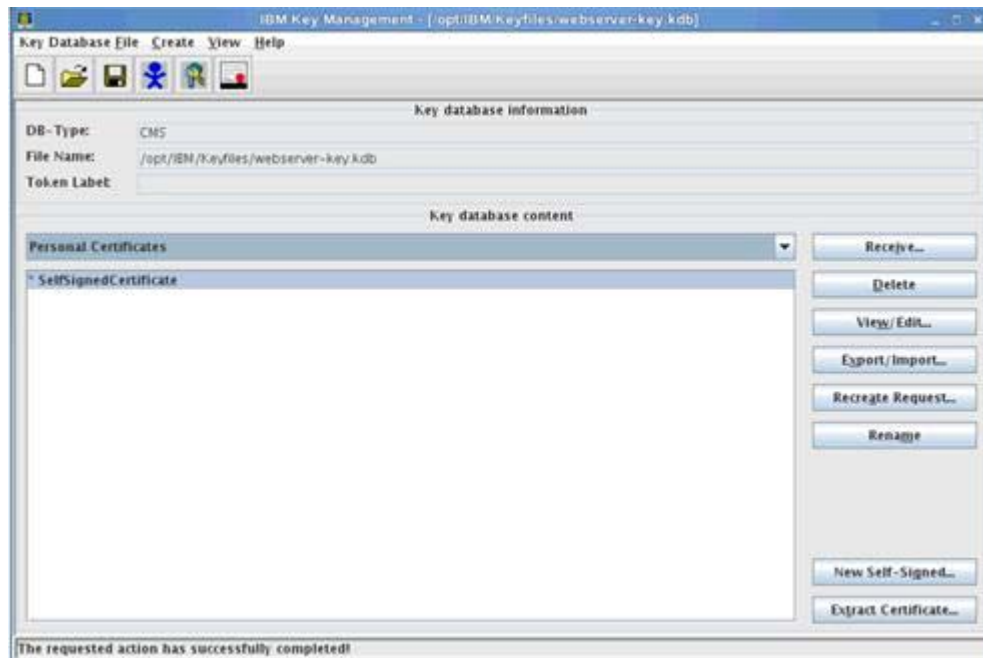 IBM Key Management - [/opt/IBM/Keyfiles/webserver-key.kdb]
Key Database File Create View Help
Key database information
DB-Type: CMS
File Name: /opt/IBM/Keyfiles/webserver-key.kdb
Token Label:
Key database content
Personal Certificates
Receive...
* SelfSignedCertificate
Delete
View/Edit...
Export/Import...
Recreate Request...
Rename
New Self-Signed...
Extract Certificate...
The requested action has successfully completed!